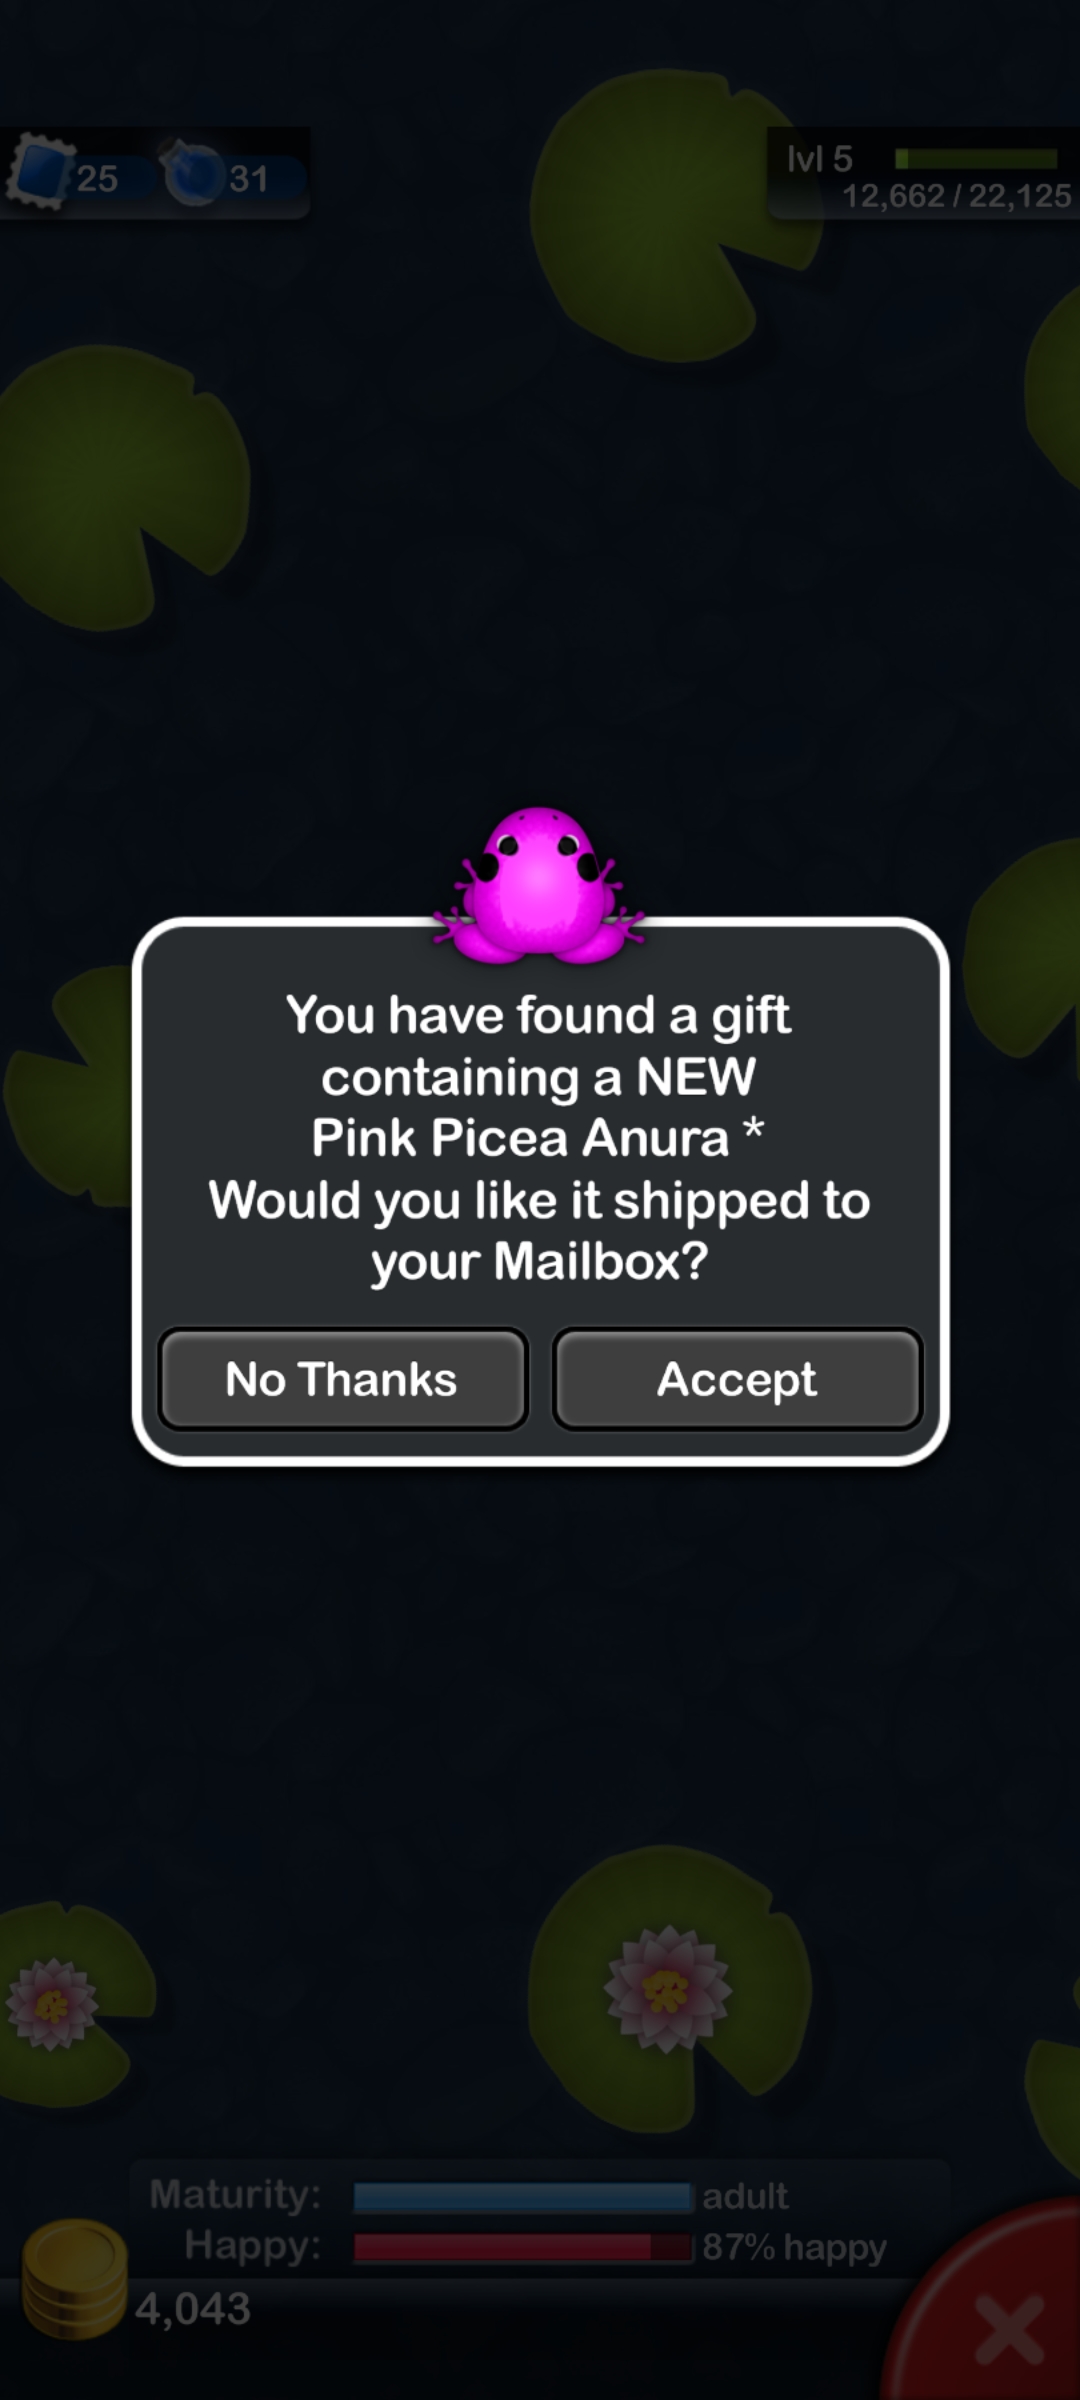 25
31
lvl 5
12,662 / 22,125
You have found a gift
containing a NEW
Pink Picea Anura *
Would you like it shipped to
your Mailbox?
No Thanks
Accept
Maturity: adult
Happy: 87% happy
4,043